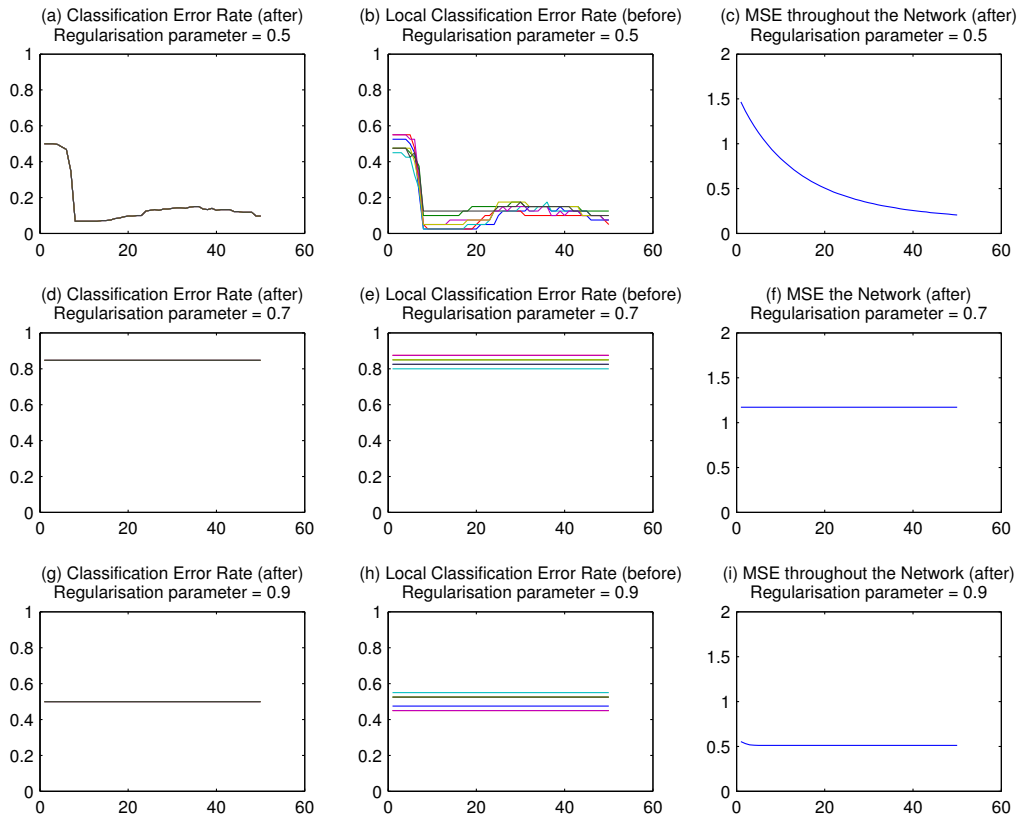 (a) Classification Error Rate (after)
Regularisation parameter = 0.5
1
0.8
0.6
0.4
0.2
0
0 20 40 60
(b) Local Classification Error Rate (before)
Regularisation parameter = 0.5
1
0.8
0.6
0.4
0.2
0
0 20 40 60
(c) MSE throughout the Network (after)
Regularisation parameter = 0.5
2
1.5
1
0.5
0
0 20 40 60
(d) Classification Error Rate (after)
Regularisation parameter = 0.7
1
0.8
0.6
0.4
0.2
0
0 20 40 60
(e) Local Classification Error Rate (before)
Regularisation parameter = 0.7
1
0.8
0.6
0.4
0.2
0
0 20 40 60
(f) MSE the Network (after)
Regularisation parameter = 0.7
2
1.5
1
0.5
0
0 20 40 60
(g) Classification Error Rate (after)
Regularisation parameter = 0.9
1
0.8
0.6
0.4
0.2
0
0 20 40 60
(h) Local Classification Error Rate (before)
Regularisation parameter = 0.9
1
0.8
0.6
0.4
0.2
0
0 20 40 60
(i) MSE throughout the Network (after)
Regularisation parameter = 0.9
2
1.5
1
0.5
0
0 20 40 60